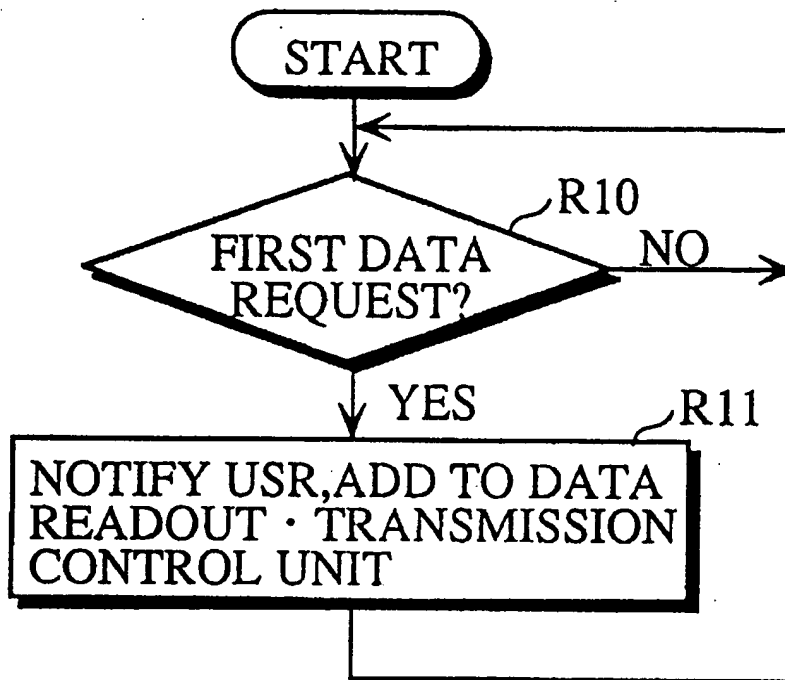 START
R10
FIRST DATA
REQUEST?
NO
YES
R11
NOTIFY USR,ADD TO DATA
READOUT・TRANSMISSION
CONTROL UNIT